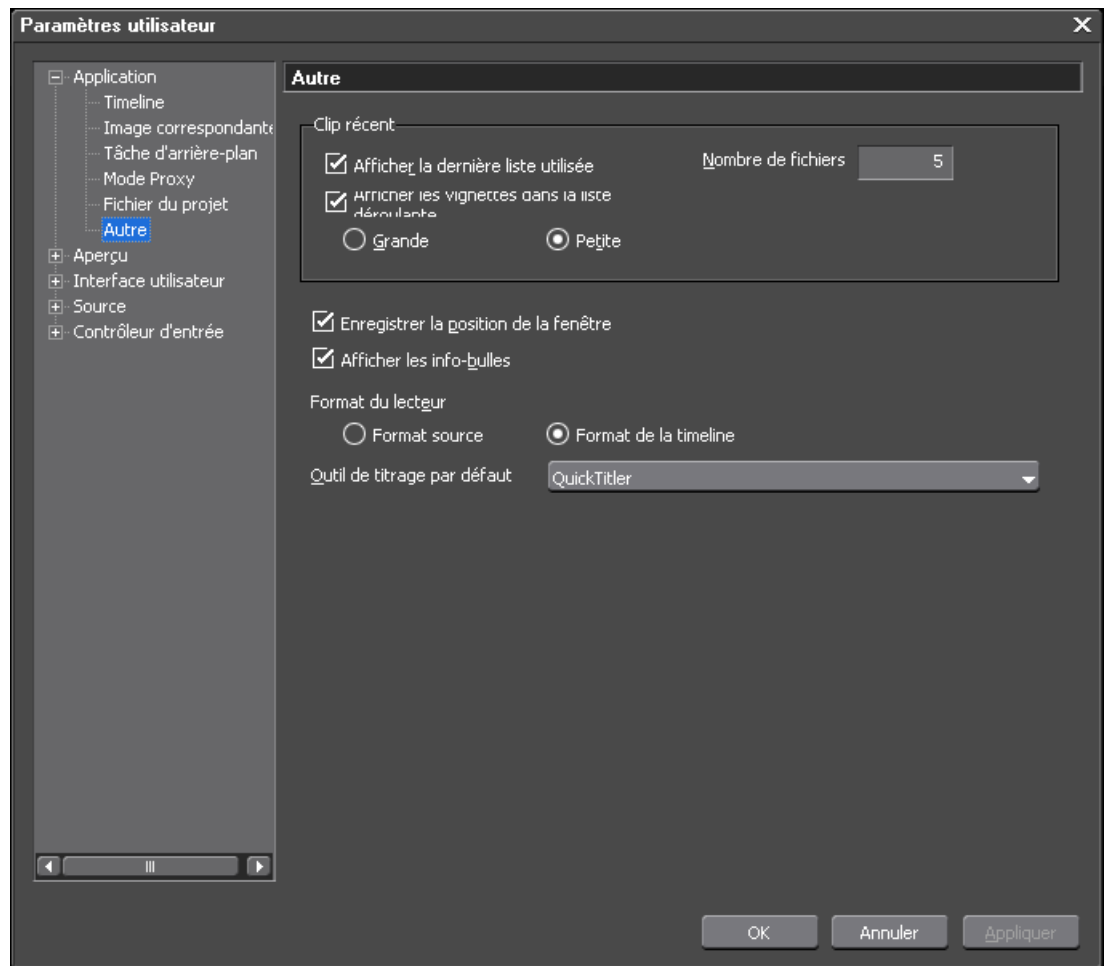 Paramètres utilisateur
Application
Timeline
Image correspondante
Tâche d'arrière-plan
Mode Proxy
Fichier du projet
Autre
Aperçu
Interface utilisateur
Source
Contrôleur d'entrée
Autre
Clip récent
Afficher la dernière liste utilisée
Nombre de fichiers
5
Afficher les vignettes dans la liste
déroulante
Grande
Petite
Enregistrer la position de la fenêtre
Afficher les info-bulles
Format du lecteur
Format source
Format de la timeline
Outil de titrage par défaut
QuickTitler
OK
Annuler
Appliquer